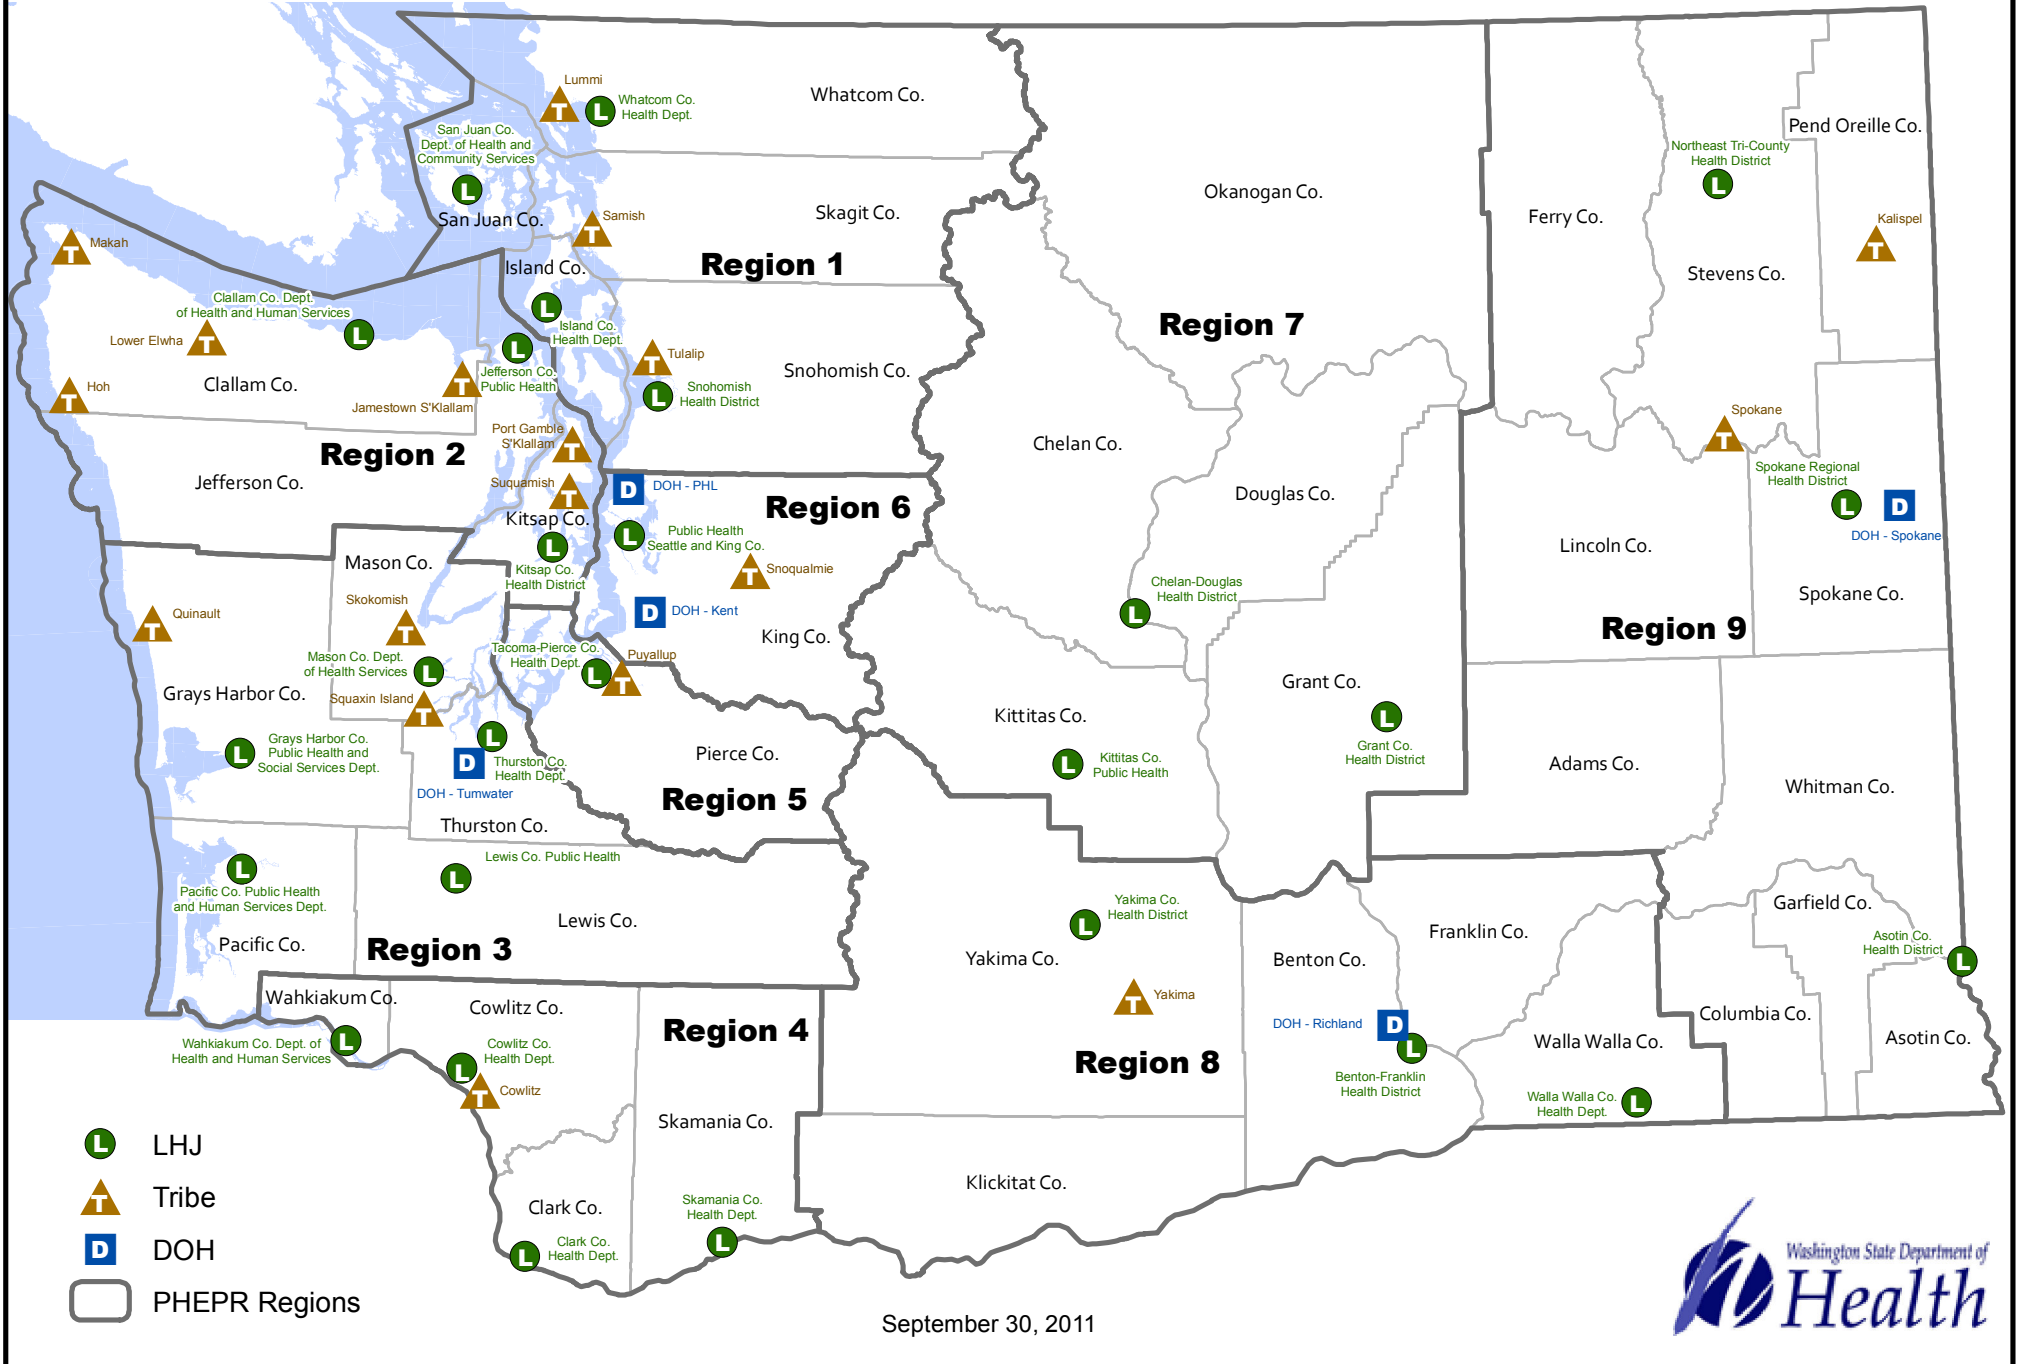 Lummi
T
L
Whatcom Co.
Health Dept.
Whatcom Co.
San Juan Co.
Dept. of Health and
Community Services
L
San Juan Co.
Samish
T
Skagit Co.
Region 1
Island Co.
L
Island Co.
Health Dept.
Tulalip
T
L
Snohomish
Health District
Snohomish Co.
Makah
T
Clallam Co. Dept.
of Health and Human Services
L
Lower Elwha
T
Hoh
T
Clallam Co.
Jamestown S'Klallam
T
L
Jefferson Co.
Public Health
Region 2
Jefferson Co.
Port Gamble
S'Klallam
T
Suquamish
T
Kitsap Co.
L
Kitsap Co.
Health District
D
DOH - PHL
Region 6
L
Public Health
Seattle and King Co.
T
Snoqualmie
D
DOH - Kent
King Co.
Mason Co.
Skokomish
T
Mason Co. Dept.
of Health Services
L
Squaxin Island
T
Quinault
T
Grays Harbor Co.
Grays Harbor Co.
Public Health and
Social Services Dept.
L
Tacoma-Pierce Co.
Health Dept.
L
Puyallup
T
Pierce Co.
Region 5
L
Thurston Co.
Health Dept.
D
DOH - Tumwater
Thurston Co.
L
Pacific Co. Public Health
and Human Services Dept.
Pacific Co.
Lewis Co. Public Health
L
Lewis Co.
Region 3
Wahkiakum Co.
Wahkiakum Co. Dept. of
Health and Human Services
L
Cowlitz Co.
Cowlitz Co.
Health Dept.
L
T
Cowlitz
Region 4
Skamania Co.
Clark Co.
L
Clark Co.
Health Dept.
Skamania Co.
Health Dept.
L
Okanogan Co.
Region 7
Chelan Co.
Douglas Co.
Chelan-Douglas
Health District
L
Grant Co.
L
Grant Co.
Health District
Kittitas Co.
L
Kittitas Co.
Public Health
Yakima Co.
Health District
L
Yakima Co.
T
Yakima
Region 8
Klickitat Co.
Benton Co.
DOH - Richland
D
L
Benton-Franklin
Health District
Franklin Co.
Walla Walla Co.
Walla Walla Co.
Health Dept.
L
Ferry Co.
Northeast Tri-County
Health District
L
Stevens Co.
Pend Oreille Co.
Kalispel
T
Spokane
T
Spokane Regional
Health District
L
D
DOH - Spokane
Lincoln Co.
Spokane Co.
Region 9
Adams Co.
Whitman Co.
Garfield Co.
Asotin Co.
Health District
L
Columbia Co.
Asotin Co.
L LHJ
T Tribe
D DOH
PHEPR Regions
September 30, 2011
Washington State Department of
Health